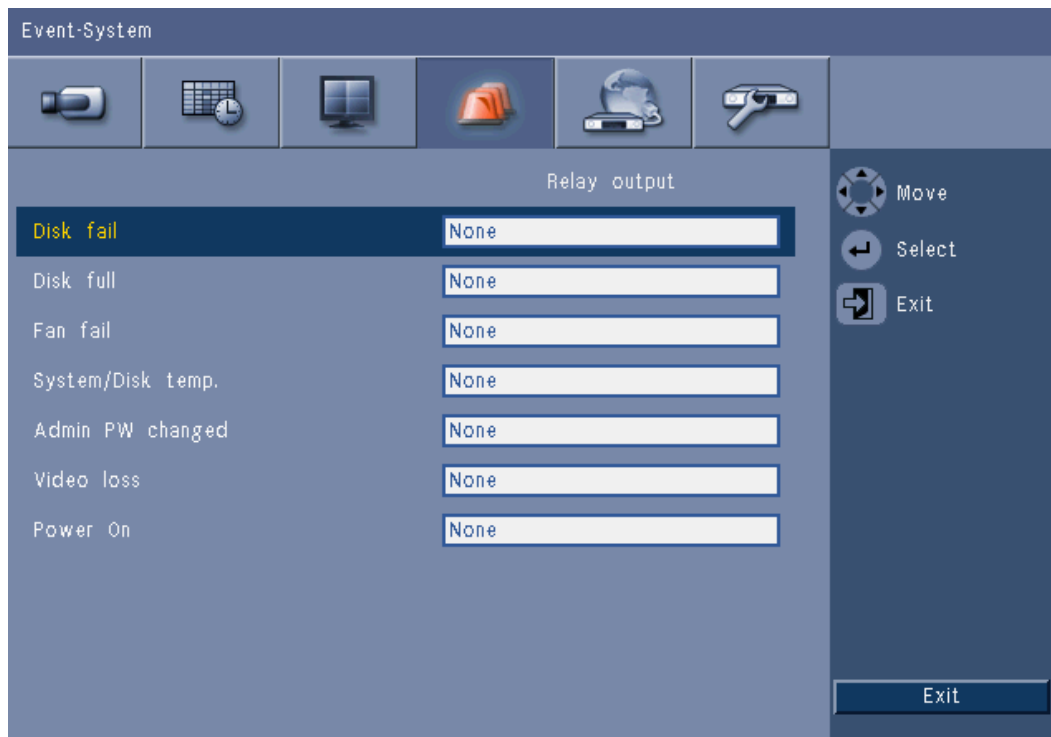 Event-System
Relay output
Disk fail None
Disk full None
Fan fail None
System/Disk temp. None
Admin PW changed None
Video loss None
Power On None
Move
Select
Exit
Exit